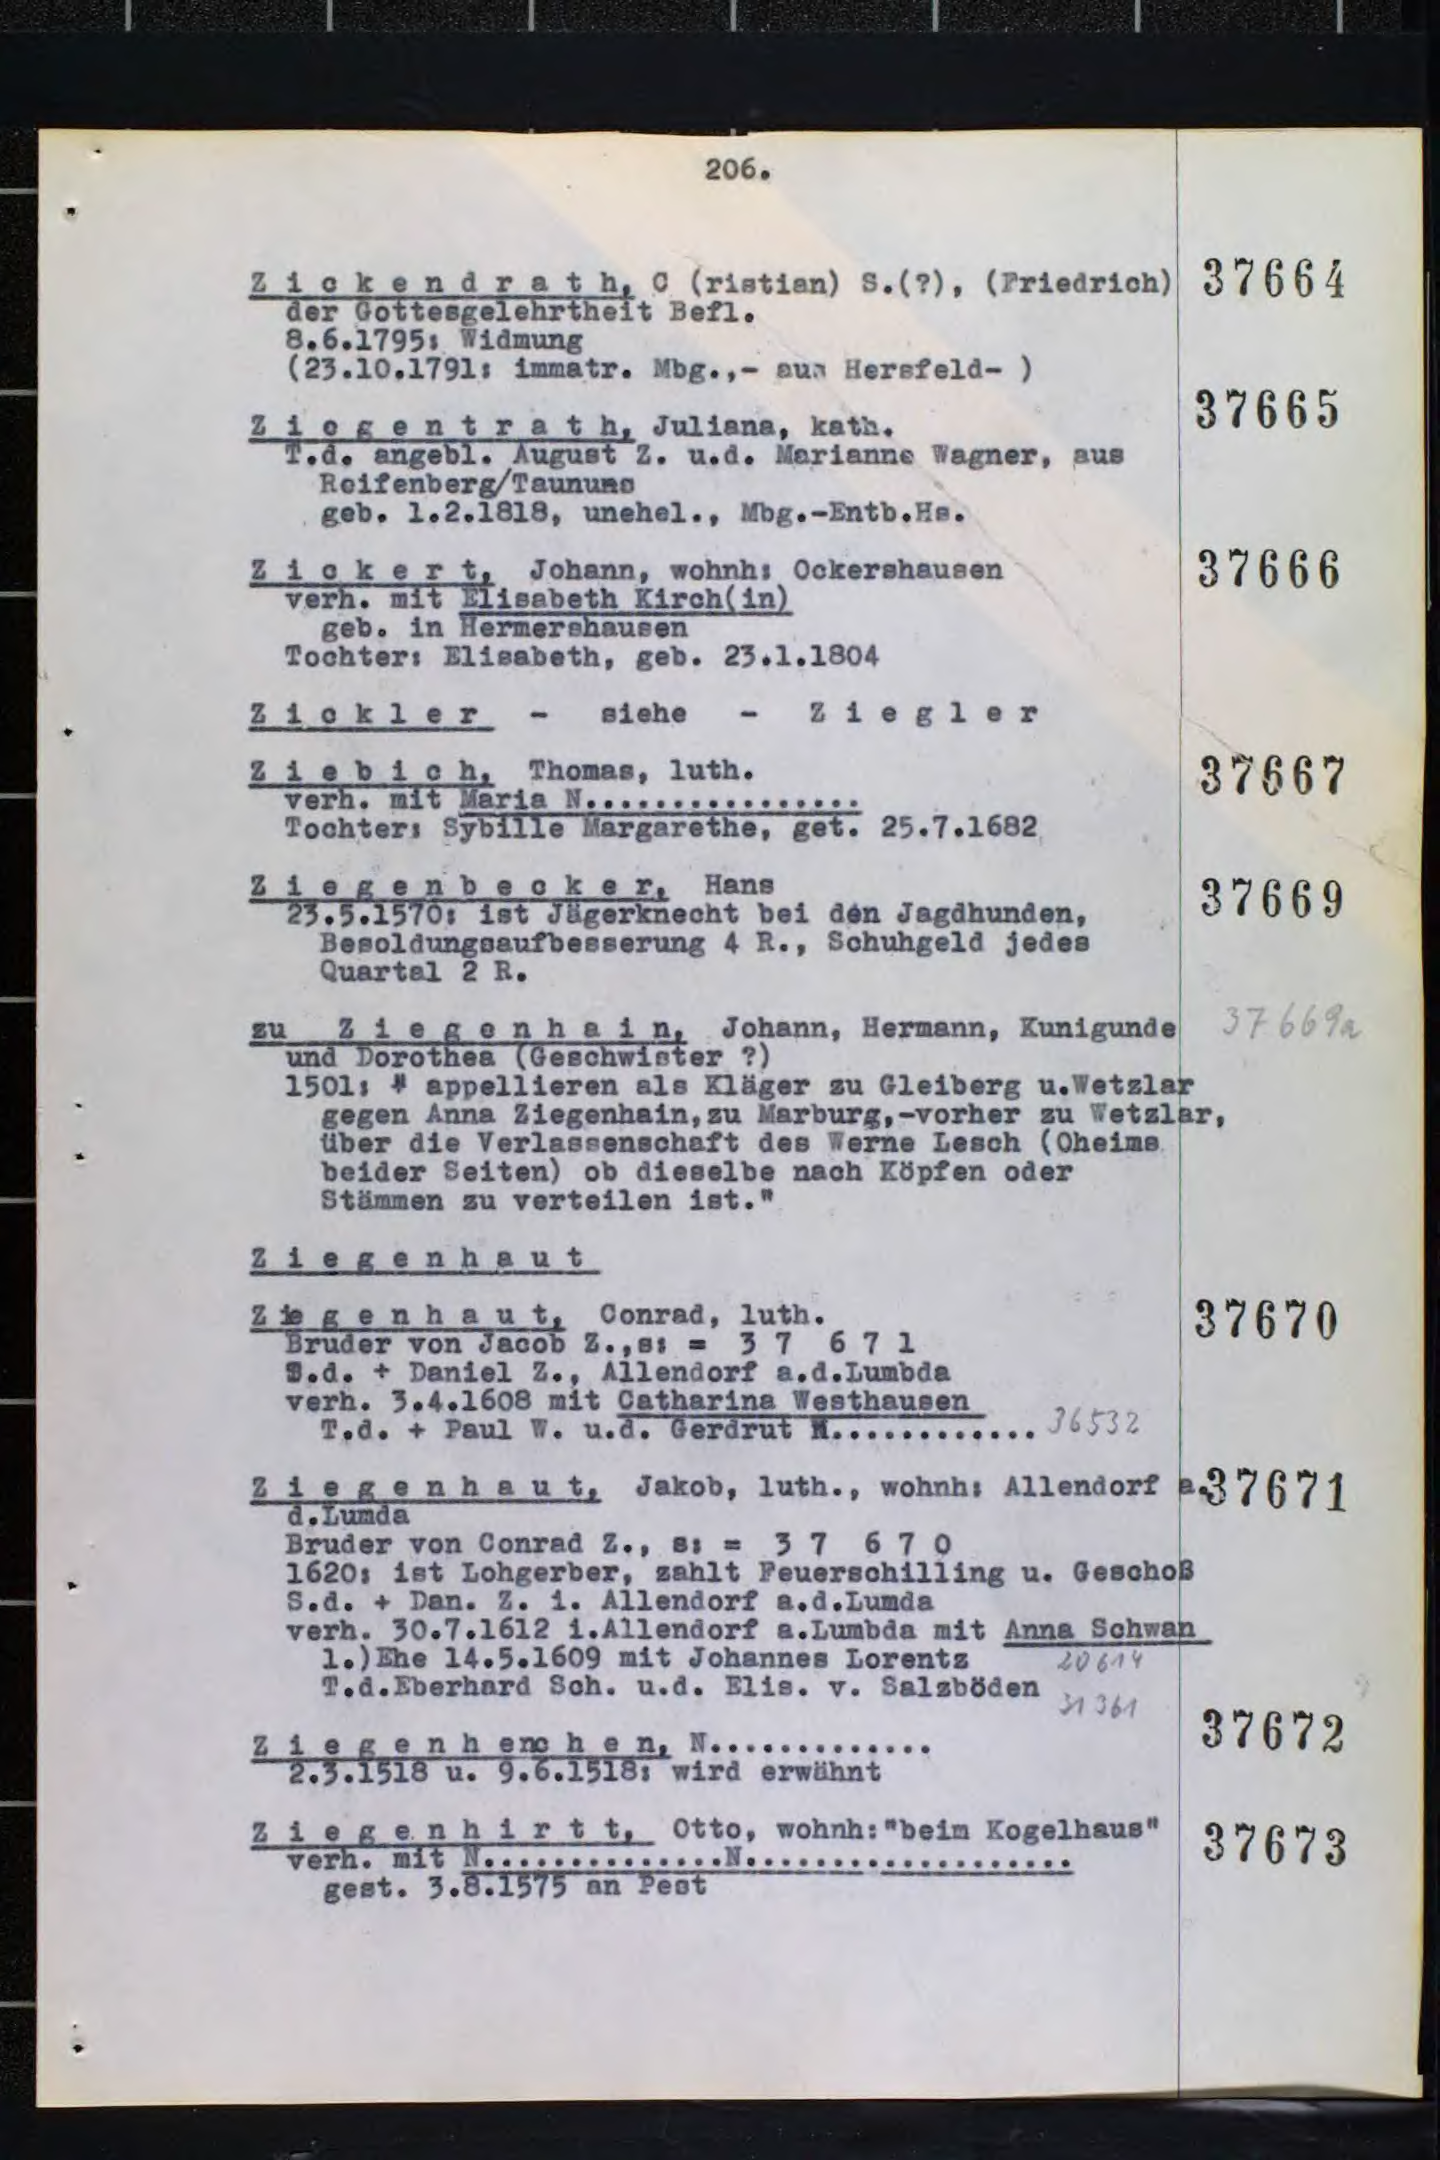 206.
Z i c k e n d r a t h, C (ristian) S.(?), (Friedrich) 37664
der Gottesgelehrtheit Befl.
8.6.1795: Widmung
(23.10.1791: immatr. Mbg.,- aus Hersfeld- )
37665
Z i e g e n t r a t h, Juliana, kath.
T.d. angebl. August Z. u.d. Marianne Wagner, aus
Reifenberg/Taununs
geb. 1.2.1818, unehel., Mbg.-Entb.Hs.
Z i c k e r t, Johann, wohnh: Ockershausen 37666
verh. mit Elisabeth Kirch(in)
geb. in Hermershausen
Tochter: Elisabeth, geb. 23.1.1804
Z i c k l e r - siehe - Z i e g l e r
Z i e b i c h, Thomas, luth. 37667
verh. mit Maria N................
Tochter: Sybille Margarethe, get. 25.7.1682
Z i e g e n b e c k e r, Hans 37669
23.5.1570: ist Jägerknecht bei den Jagdhunden,
Besoldungsaufbesserung 4 R., Schuhgeld jedes
Quartal 2 R.
zu Z i e g e n h a i n, Johann, Hermann, Kunigunde 37669a
und Dorothea (Geschwister ?)
1501: " appellieren als Kläger zu Gleiberg u.Wetzlar
gegen Anna Ziegenhain,zu Marburg,-vorher zu Wetzlar,
über die Verlassenschaft des Werne Lesch (Oheims
beider Seiten) ob dieselbe nach Köpfen oder
Stämmen zu verteilen ist."
Z i e g e n h a u t
Z ie g e n h a u t, Conrad, luth. 37670
Bruder von Jacob Z.,s: = 3 7 6 7 1
S.d. + Daniel Z., Allendorf a.d.Lumbda
verh. 3.4.1608 mit Catharina Westhausen
T.d. + Paul W. u.d. Gerdrut N............ 36532
Z i e g e n h a u t, Jakob, luth., wohnh: Allendorf a. 37671
d.Lumda
Bruder von Conrad Z., s: = 3 7 6 7 0
1620: ist Lohgerber, zahlt Feuerschilling u. Geschoß
S.d. + Dan. Z. i. Allendorf a.d.Lumda
verh. 30.7.1612 i.Allendorf a.Lumbda mit Anna Schwan
1.)Ehe 14.5.1609 mit Johannes Lorentz 20614
T.d.Eberhard Sch. u.d. Elis. v. Salzböden
31361
37672
Z i e g e n h enc h e n, N.............
2.3.1518 u. 9.6.1518: wird erwähnt
Z i e g e n h i r t t, Otto, wohnh:"beim Kogelhaus" 37673
verh. mit N..............N...................
gest. 3.8.1575 an Pest